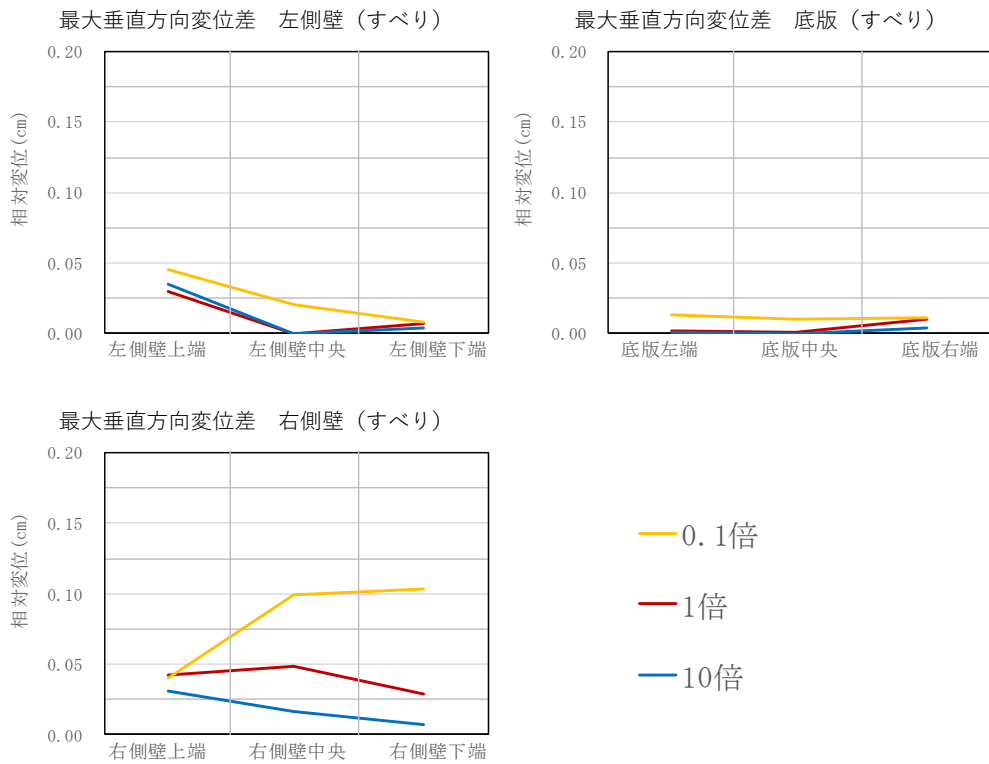 最大垂直方向変位差　左側壁（すべり）
0.20
0.15
0.10
0.05
0.00
相対変位(cm)
左側壁上端
左側壁中央
左側壁下端
最大垂直方向変位差　底版（すべり）
0.20
0.15
0.10
0.05
0.00
相対変位(cm)
底版左端
底版中央
底版右端
最大垂直方向変位差　右側壁（すべり）
0.20
0.15
0.10
0.05
0.00
相対変位(cm)
右側壁上端
右側壁中央
右側壁下端
0.1倍
1倍
10倍